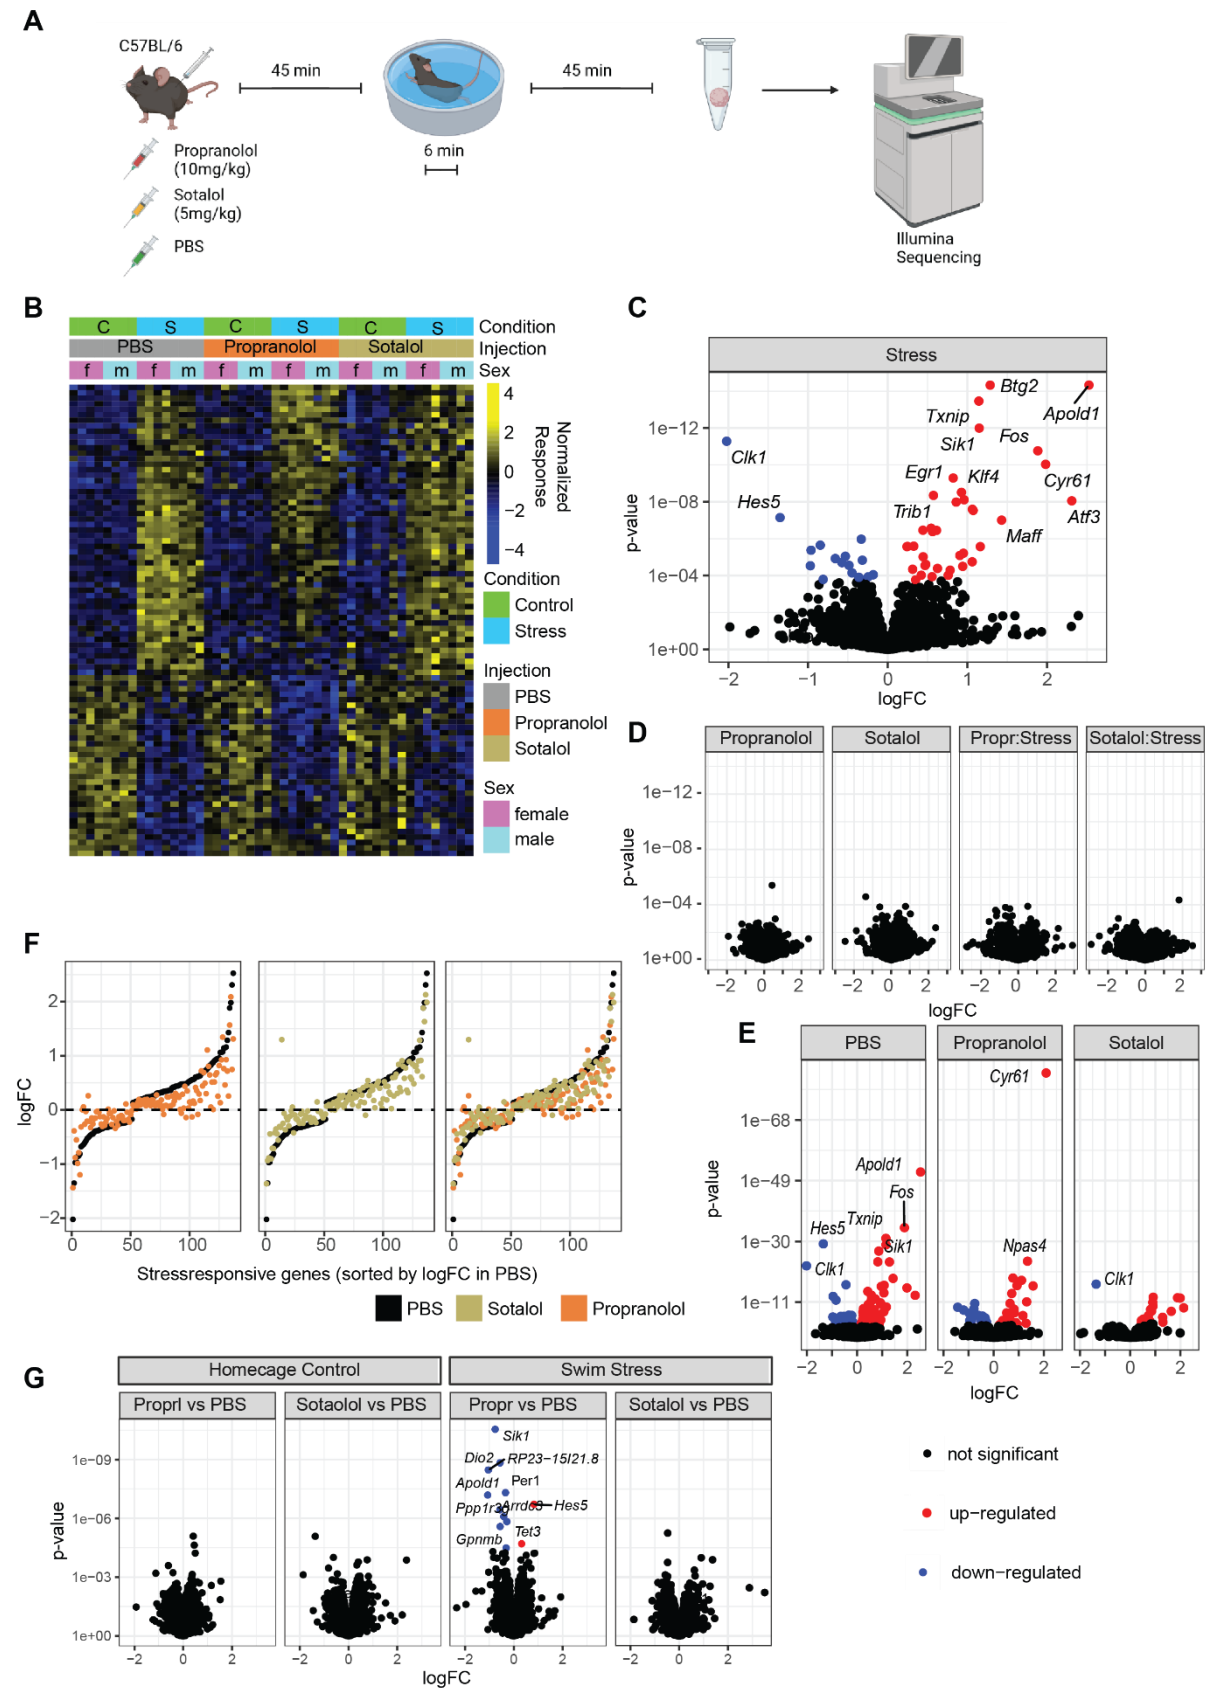 A
C57BL/6
45 min
45 min
6 min
Propranolol
(10mg/kg)
Sotalol
(5mg/kg)
PBS
Illumina
Sequencing
B
C S C S C S Condition
PBS Propranolol Sotalol Injection
f m f m f m f m f m f m Sex
4
2
0
−2
−4
Normalized
Response
Condition
Control
Stress
Injection
PBS
Propranolol
Sotalol
Sex
female
male
C
Stress
Btg2
Apold1
Txnip
Sik1
Fos
Clk1
Cyr61
Egr1
Klf4
Hes5
Trib1
Atf3
Maff
1e−12
1e−08
1e−04
1e+00
p-value
−2 −1 0 1 2
logFC
D
Propranolol Sotalol Propr:Stress Sotalol:Stress
1e−12
1e−08
1e−04
1e+00
p-value
−2 0 2 −2 0 2 −2 0 2 −2 0 2
logFC
E
PBS Propranolol Sotalol
Cyr61
Apold1
Fos
Hes5
Txnip
Sik1
Clk1
Npas4
Clk1
1e−68
1e−49
1e−30
1e−11
p-value
−2 0 2 −2 0 2 −2 0 2
logFC
F
2
1
0
−1
−2
logFC
0 50 100 0 50 100 0 50 100
Stressresponsive genes (sorted by logFC in PBS)
PBS Sotalol Propranolol
G
Homecage Control Swim Stress
Proprl vs PBS Sotaolol vs PBS Propr vs PBS Sotalol vs PBS
Sik1
Dio2
RP23−15I21.8
Apold1
Per1
Ppp1r3g
Arrdc3
Hes5
Tet3
Gpnmb
1e−09
1e−06
1e−03
1e+00
p−value
−2 0 2 −2 0 2 −2 0 2 −2 0 2
logFC
not significant
up−regulated
down−regulated